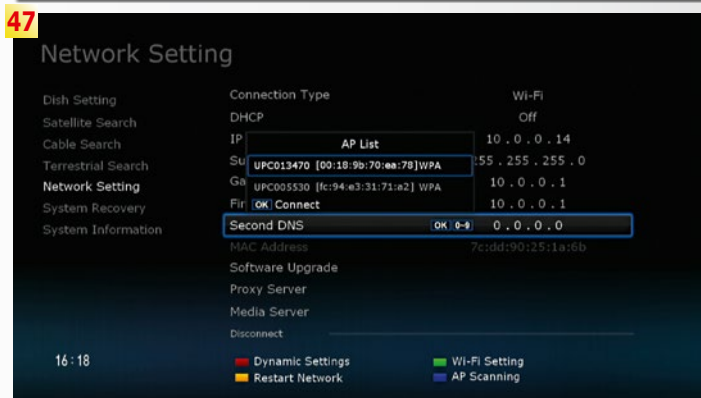 47
Network Setting
Dish Setting
Satellite Search
Cable Search
Terrestrial Search
Network Setting
System Recovery
System Information
Connection Type Wi-Fi
DHCP Off
IP 10.0.0.14
Su 255.255.255.0
Ga 10.0.0.1
Fir 10.0.0.1
AP List
UPC013470 [00:18:9b:70:ea:78]WPA
UPC005530 [fc:94:e3:31:71:a2] WPA
OK Connect
Second DNS OK 0~9 0.0.0.0
MAC Address 7c:dd:90:25:1a:6b
Software Upgrade
Proxy Server
Media Server
Disconnect
16:18
Dynamic Settings Wi-Fi Setting
Restart Network AP Scanning